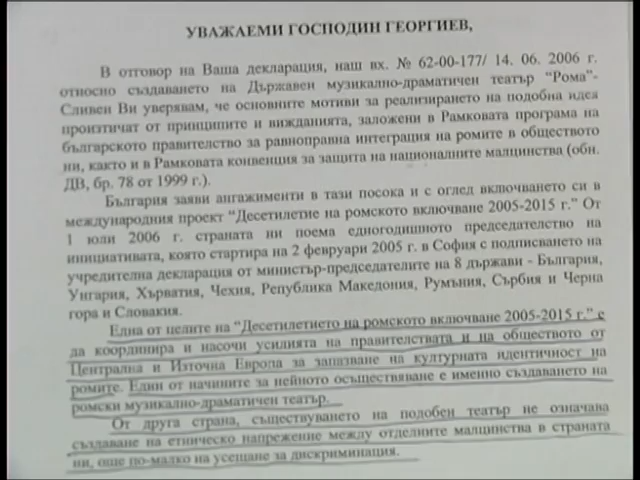 УВАЖАЕМИ ГОСПОДИН ГЕОРГИЕВ,
В отговор на Ваша декларация, наш вх. № 62-00-177/ 14. 06. 2006 г.
относно създаването на Държавен музикално-драматичен театър “Рома”-
Сливен Ви уверявам, че основните мотиви за реализирането на подобна идея
произтичат от принципите и вижданията, заложени в Рамковата програма на
българското правителство за равноправна интеграция на ромите в обществото
ни, както и в Рамковата конвенция за защита на националните малцинства (обн.
ДВ, бр. 78 от 1999 г.).
България заяви ангажименти в тази посока и с оглед включването си в
международния проект “Десетилетие на ромското включване 2005-2015 г.” От
1 юли 2006 г. страната ни поема едногодишното председателство на
инициативата, която стартира на 2 февруари 2005 г. в София с подписването на
учредителна декларация от министър-председателите на 8 държави - България,
Унгария, Хърватия, Чехия, Република Македония, Румъния, Сърбия и Черна
гора и Словакия.
Една от целите на “Десетилетието на ромското включване 2005-2015 г.” е
да координира и насочи усилията на правителствата и на обществото от
Централна и Източна Европа за запазване на културната идентичност на
ромите. Един от начините за нейното осъществяване е именно създаването на
ромски музикално-драматичен театър.
От друга страна, съществуването на подобен театър не означава
създаване на етническо напрежение между отделните малцинства в страната
ни, още по-малко на усещане за дискриминация.